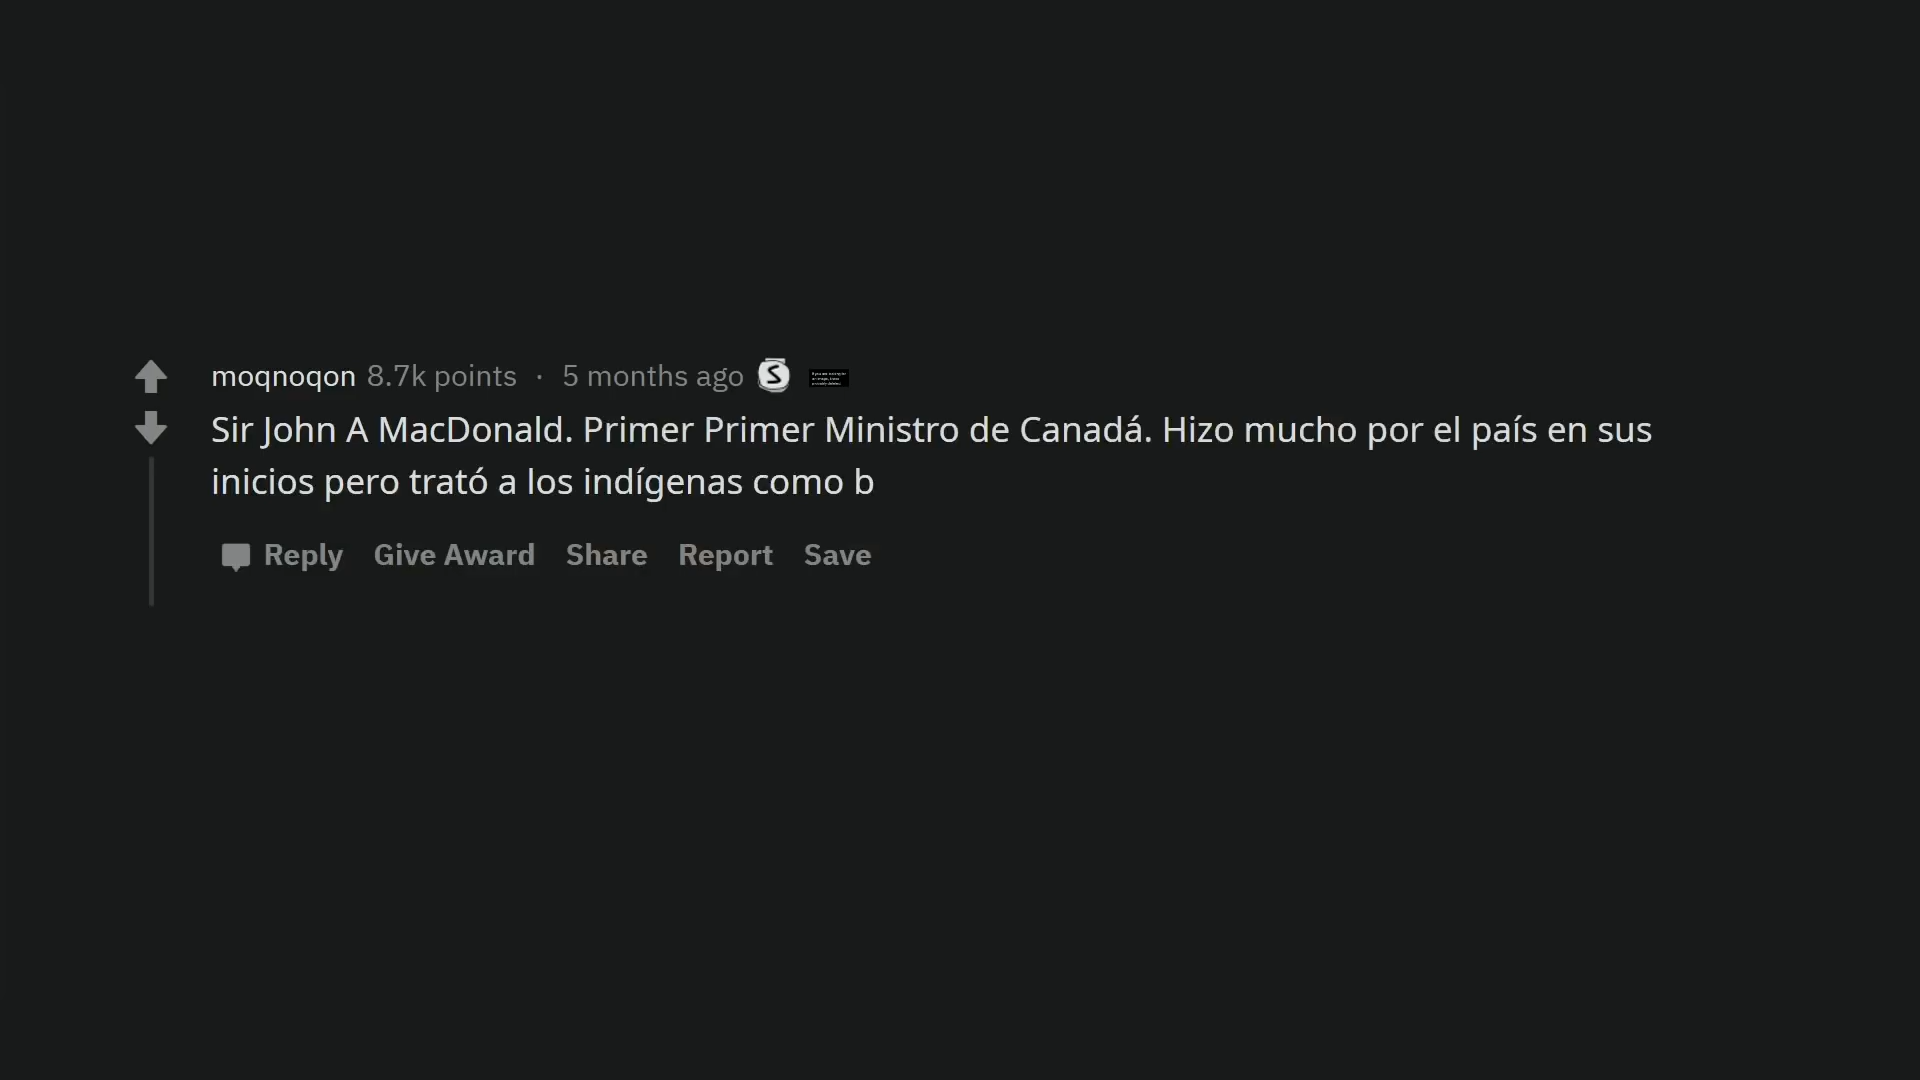 moqnoqon 8.7k points · 5 months ago
Sir John A MacDonald. Primer Primer Ministro de Canadá. Hizo mucho por el país en sus
inicios pero trató a los indígenas como b
Reply Give Award Share Report Save